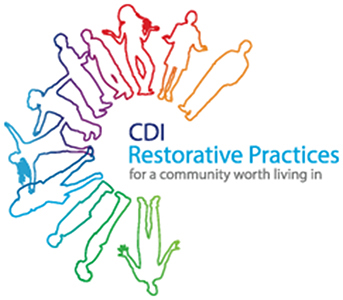 CDI
Restorative Practices
for a community worth living in